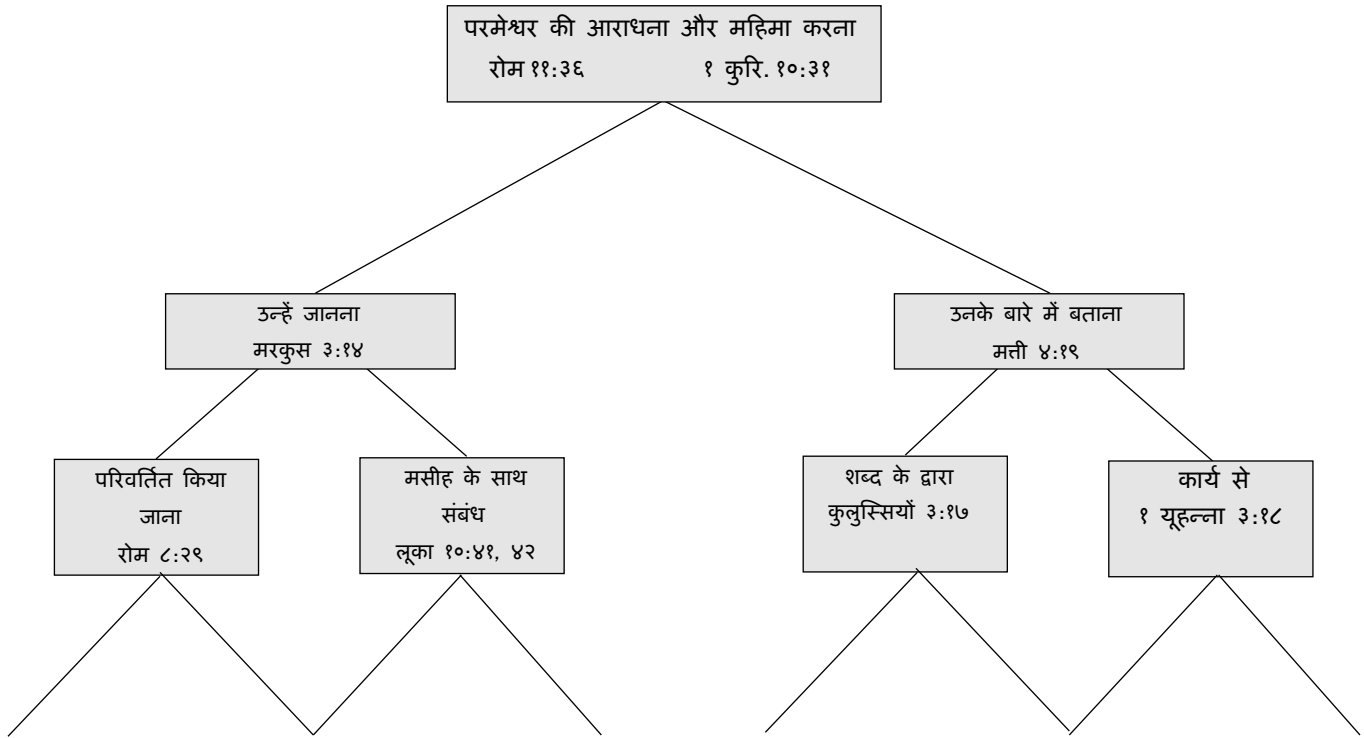 परमेश्वर की आराधना और महिमा करना
रोम ११:३६ १ कुरि. १०:३१
उन्हें जानना
मरकुस ३:१४
उनके बारे में बताना
मत्ती ४:१९
परिवर्तित किया
जाना
रोम ८:२९
मसीह के साथ
संबंध
लूका १०:४१, ४२
शब्द के द्वारा
कुलुस्सियों ३:१७
कार्य से
१ यूहन्ना ३:१८